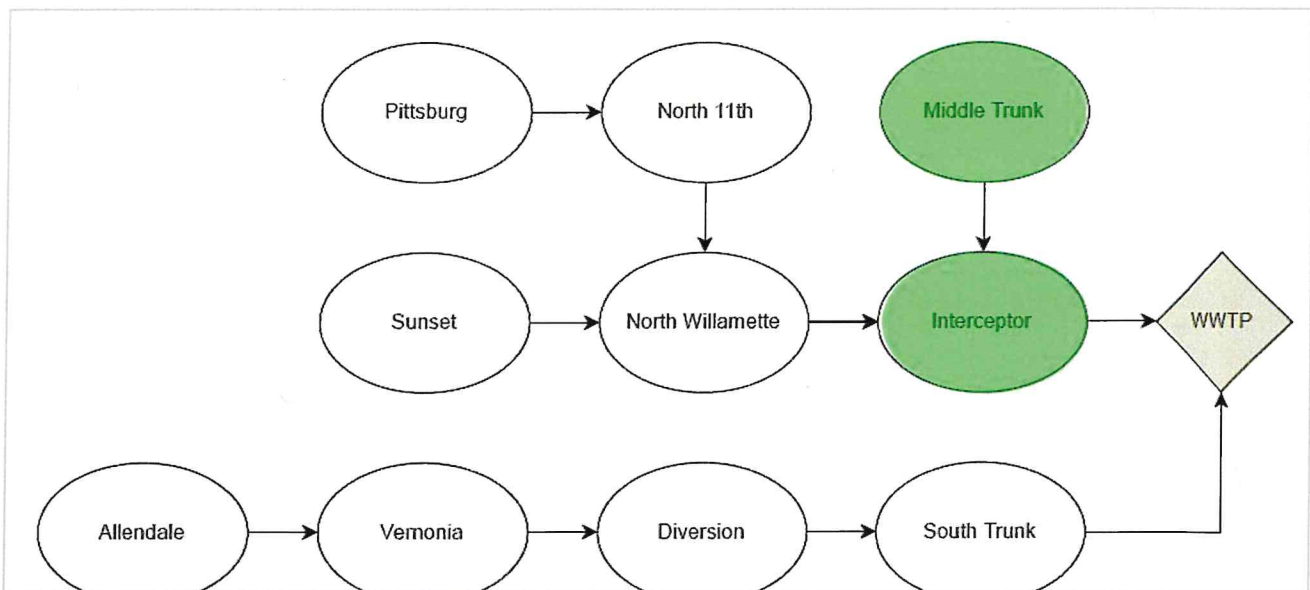 Pittsburg
North 11th
Middle Trunk
Sunset
North Willamette
Interceptor
WWTP
Allendale
Vernonia
Diversion
South Trunk